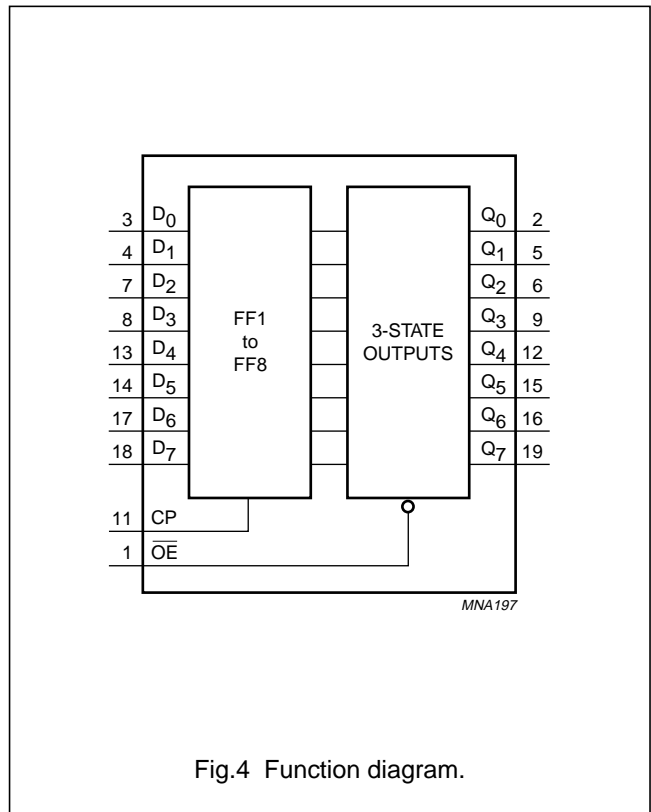 3 D0 Q0 2
4 D1 Q1 5
7 D2 Q2 6
8 D3 Q3 9
FF1
to
FF8
3-STATE
OUTPUTS
13 D4 Q4 12
14 D5 Q5 15
17 D6 Q6 16
18 D7 Q7 19
11 CP
1 O̅E̅
MNA197
Fig.4 Function diagram.